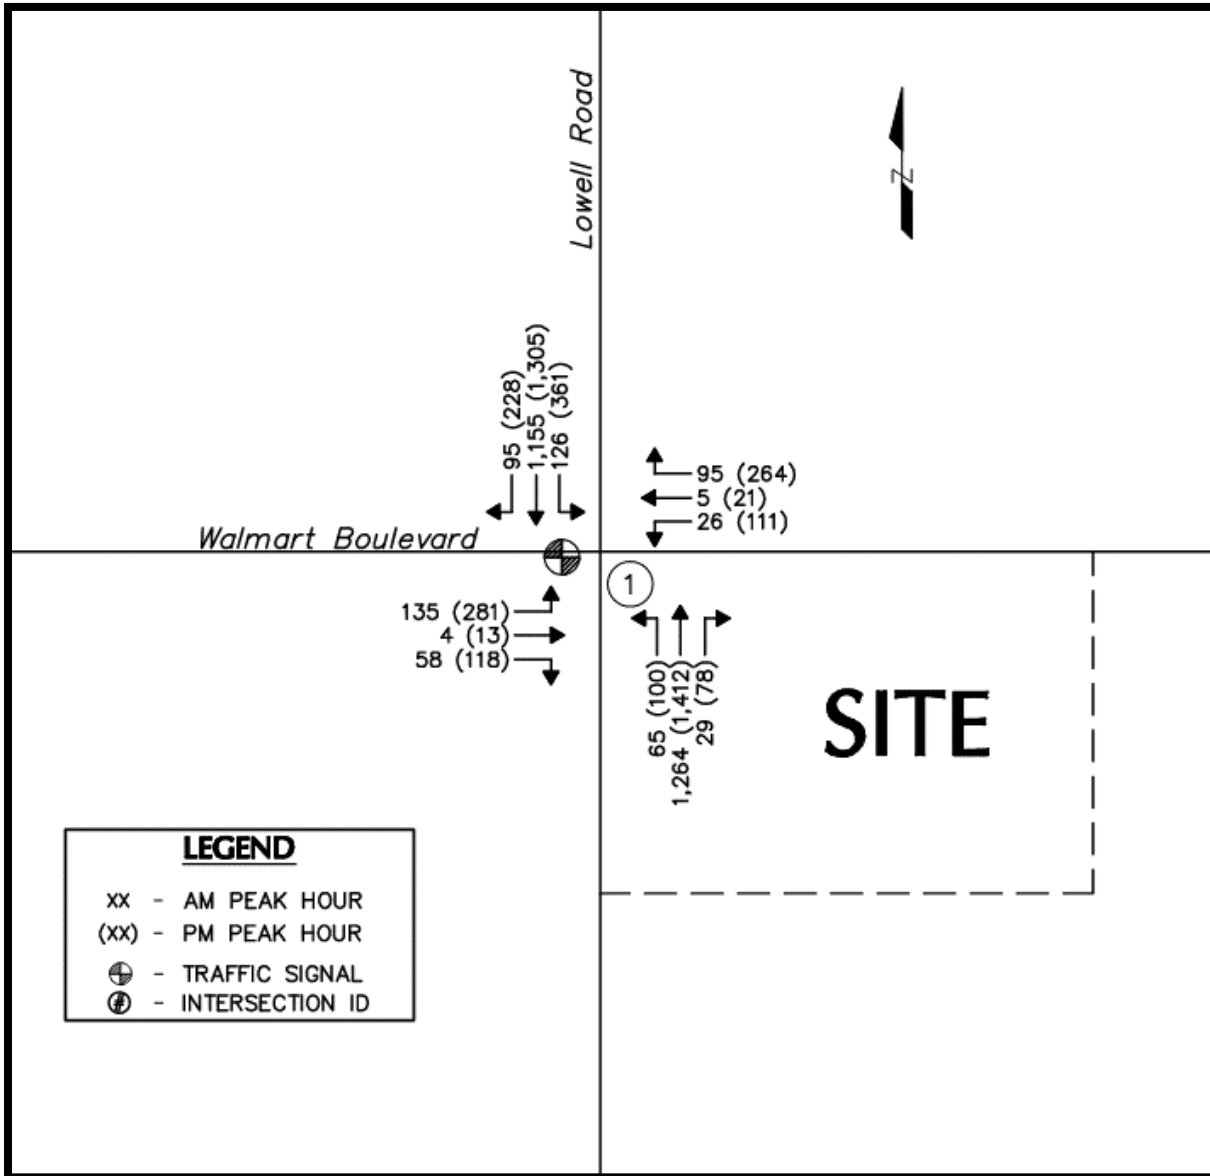 Lowell Road
N
95 (228)
1,155 (1,305)
126 (361)
95 (264)
5 (21)
26 (111)
Walmart Boulevard
1
135 (281)
4 (13)
58 (118)
65 (100)
1,264 (1,412)
29 (78)
SITE
LEGEND
XX - AM PEAK HOUR
(XX) - PM PEAK HOUR
- TRAFFIC SIGNAL
# - INTERSECTION ID